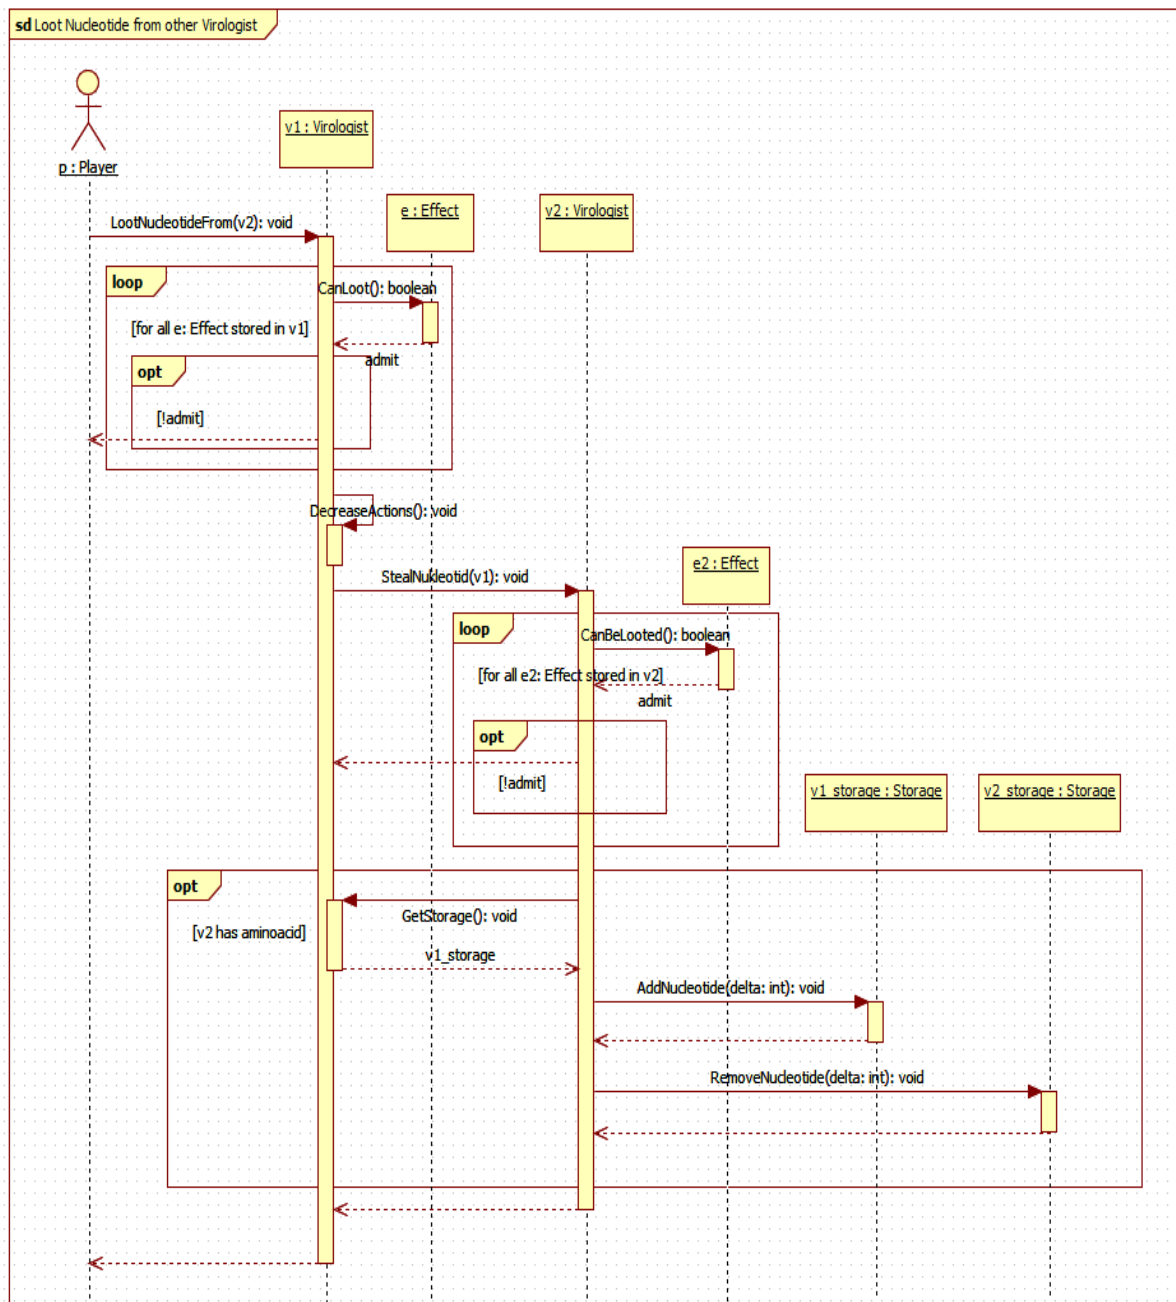 sd Loot Nucleotide from other Virologist
v1 : Virologist
p : Player
e : Effect
v2 : Virologist
LootNucleotideFrom(v2): void
loop
CanLoot(): boolean
[for all e: Effect stored in v1]
admit
opt
[!admit]
DecreaseActions(): void
e2 : Effect
StealNukleotid(v1): void
loop
CanBeLooted(): boolean
[for all e2: Effect stored in v2]
admit
opt
[!admit]
v1_storage : Storage
v2_storage : Storage
opt
GetStorage(): void
[v2 has aminoacid]
v1_storage
AddNucleotide(delta: int): void
RemoveNucleotide(delta: int): void